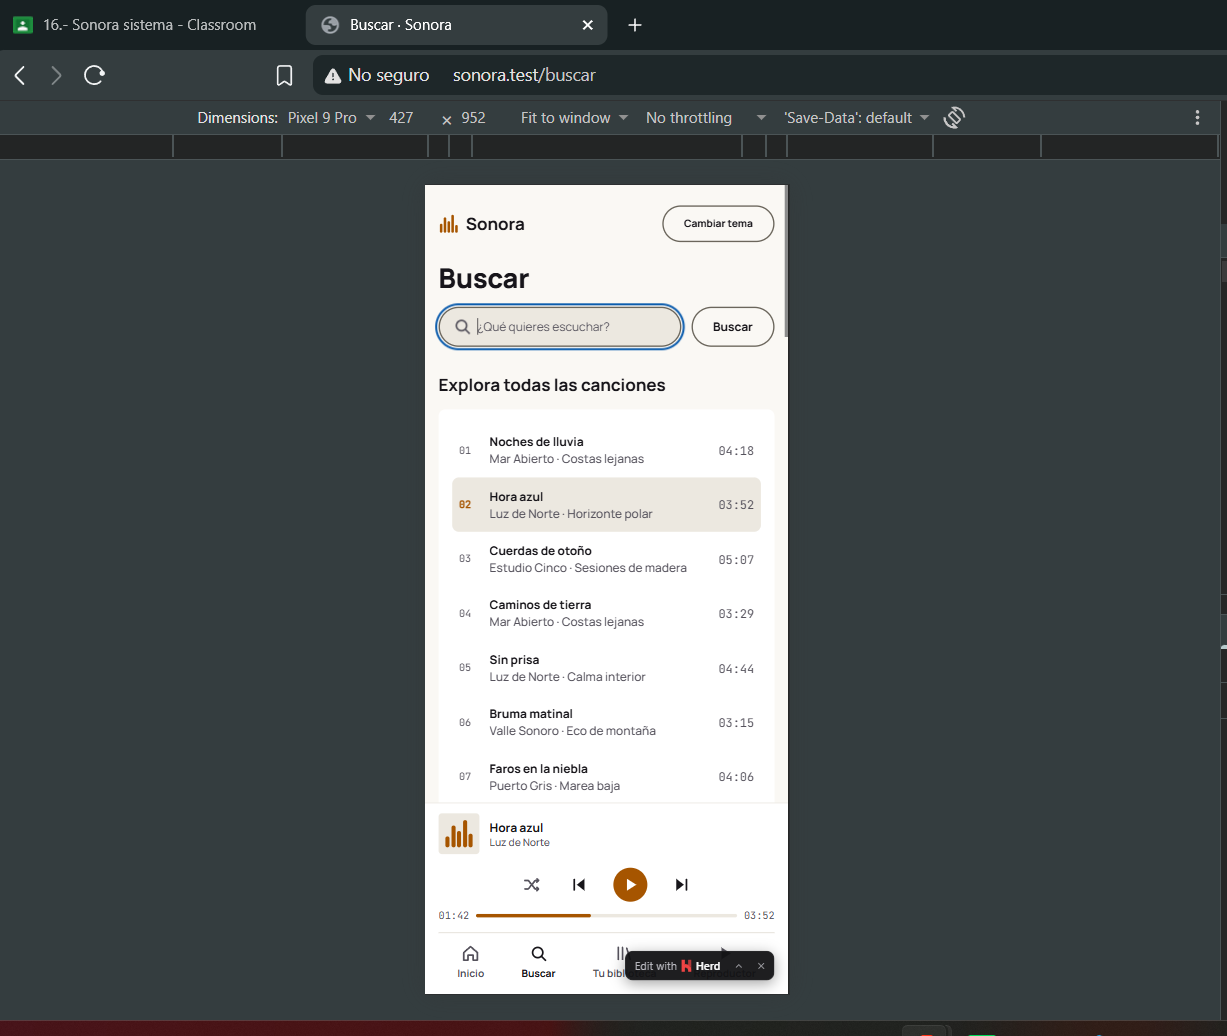 16.- Sonora sistema - Classroom
Buscar · Sonora
No seguro sonora.test/buscar
Dimensions: Pixel 9 Pro 427 × 952 Fit to window No throttling 'Save-Data': default
Sonora
Cambiar tema
Buscar
¿Qué quieres escuchar?
Buscar
Explora todas las canciones
01 Noches de lluvia 04:18
Mar Abierto · Costas lejanas
02 Hora azul 03:52
Luz de Norte · Horizonte polar
03 Cuerdas de otoño 05:07
Estudio Cinco · Sesiones de madera
04 Caminos de tierra 03:29
Mar Abierto · Costas lejanas
05 Sin prisa 04:44
Luz de Norte · Calma interior
06 Bruma matinal 03:15
Valle Sonoro · Eco de montaña
07 Faros en la niebla 04:06
Puerto Gris · Marea baja
Hora azul
Luz de Norte
01:42 03:52
Edit with Herd
Inicio Buscar Tu